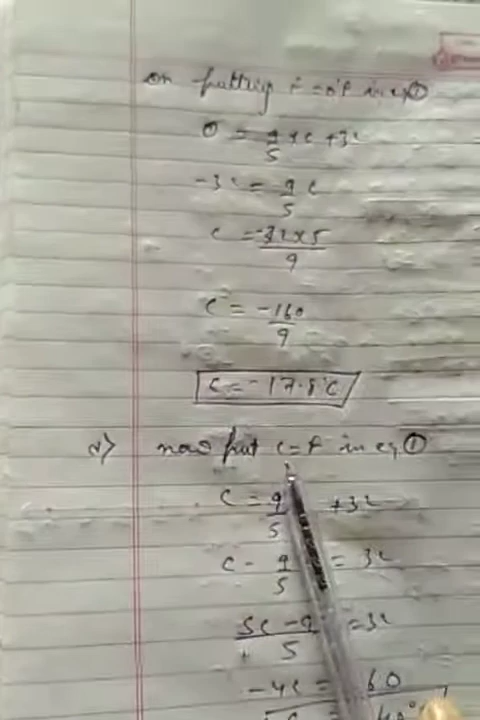 on putting F = 0°F in eq ①
0 = 9/5 × C + 32
-32 = 9/5 C
C = -32×5/9
C = -160/9
C = -17.8°C
v> now put C = F in eq ①
C = 9/5 + 32
C - 9/5 = 32
5C - 9/5 = 32
-4C = 160